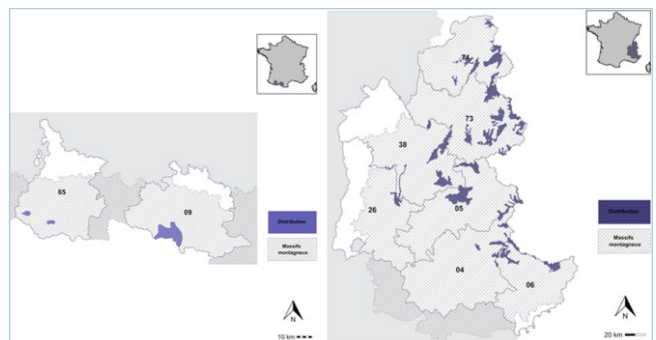 65
09
Distribution
Massifs
montagneux
N
10 km
74
73
38
26
05
04
06
Distribution
Massifs
montagneux
N
20 km